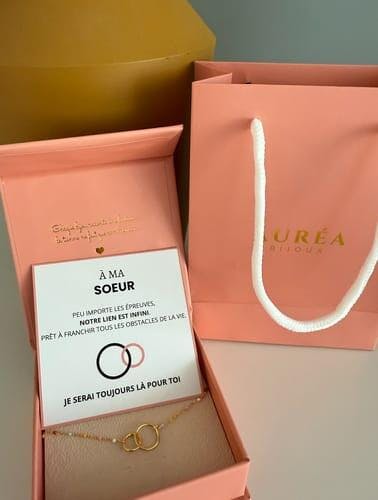 AURÉA
BIJOUX
À MA
SOEUR
PEU IMPORTE LES ÉPREUVES,
NOTRE LIEN EST INFINI.
PRÊT À FRANCHIR TOUS LES OBSTACLES DE LA VIE.
JE SERAI TOUJOURS LÀ POUR TOI